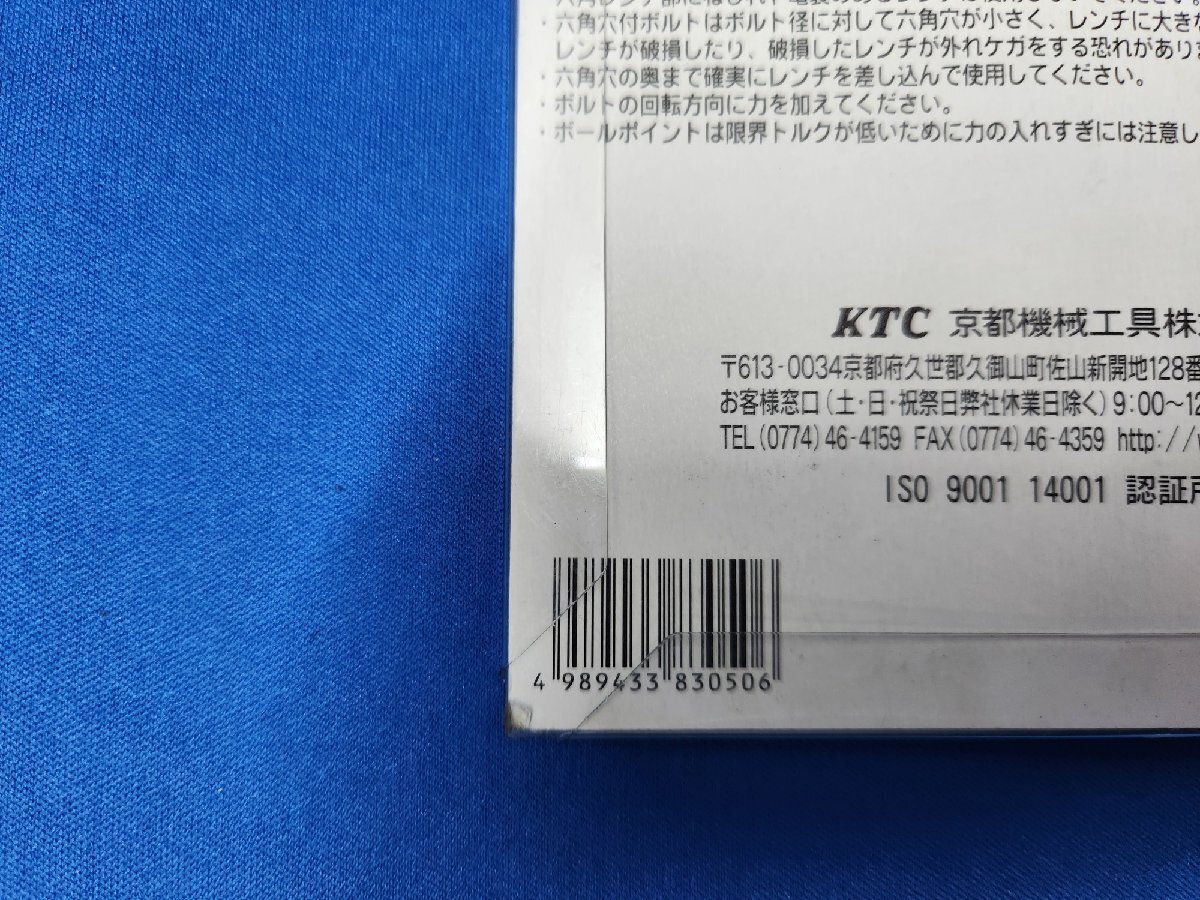 ・六角穴付ボルトはボルト径に対して六角穴が小さく、レンチに大き
レンチが破損したり、破損したレンチが外れケガをする恐れがあり
・六角穴の奥まで確実にレンチを差し込んで使用してください。
・ボルトの回転方向に力を加えてください。
・ボールポイントは限界トルクが低いために力の入れすぎには注意し
KTC 京都機械工具株
〒613-0034京都府久世郡久御山町佐山新開地128番
お客様窓口(土・日・祝祭日弊社休業日除く)9:00～12
TEL(0774)46-4159 FAX(0774)46-4359 http://
ISO 9001 14001 認証
4 989433 830506